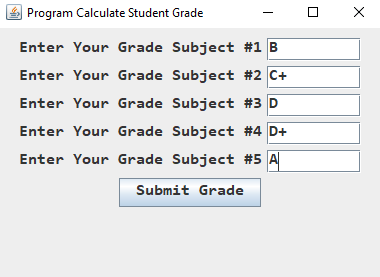 Program Calculate Student Grade
Enter Your Grade Subject #1 B
Enter Your Grade Subject #2 C+
Enter Your Grade Subject #3 D
Enter Your Grade Subject #4 D+
Enter Your Grade Subject #5 A
Submit Grade